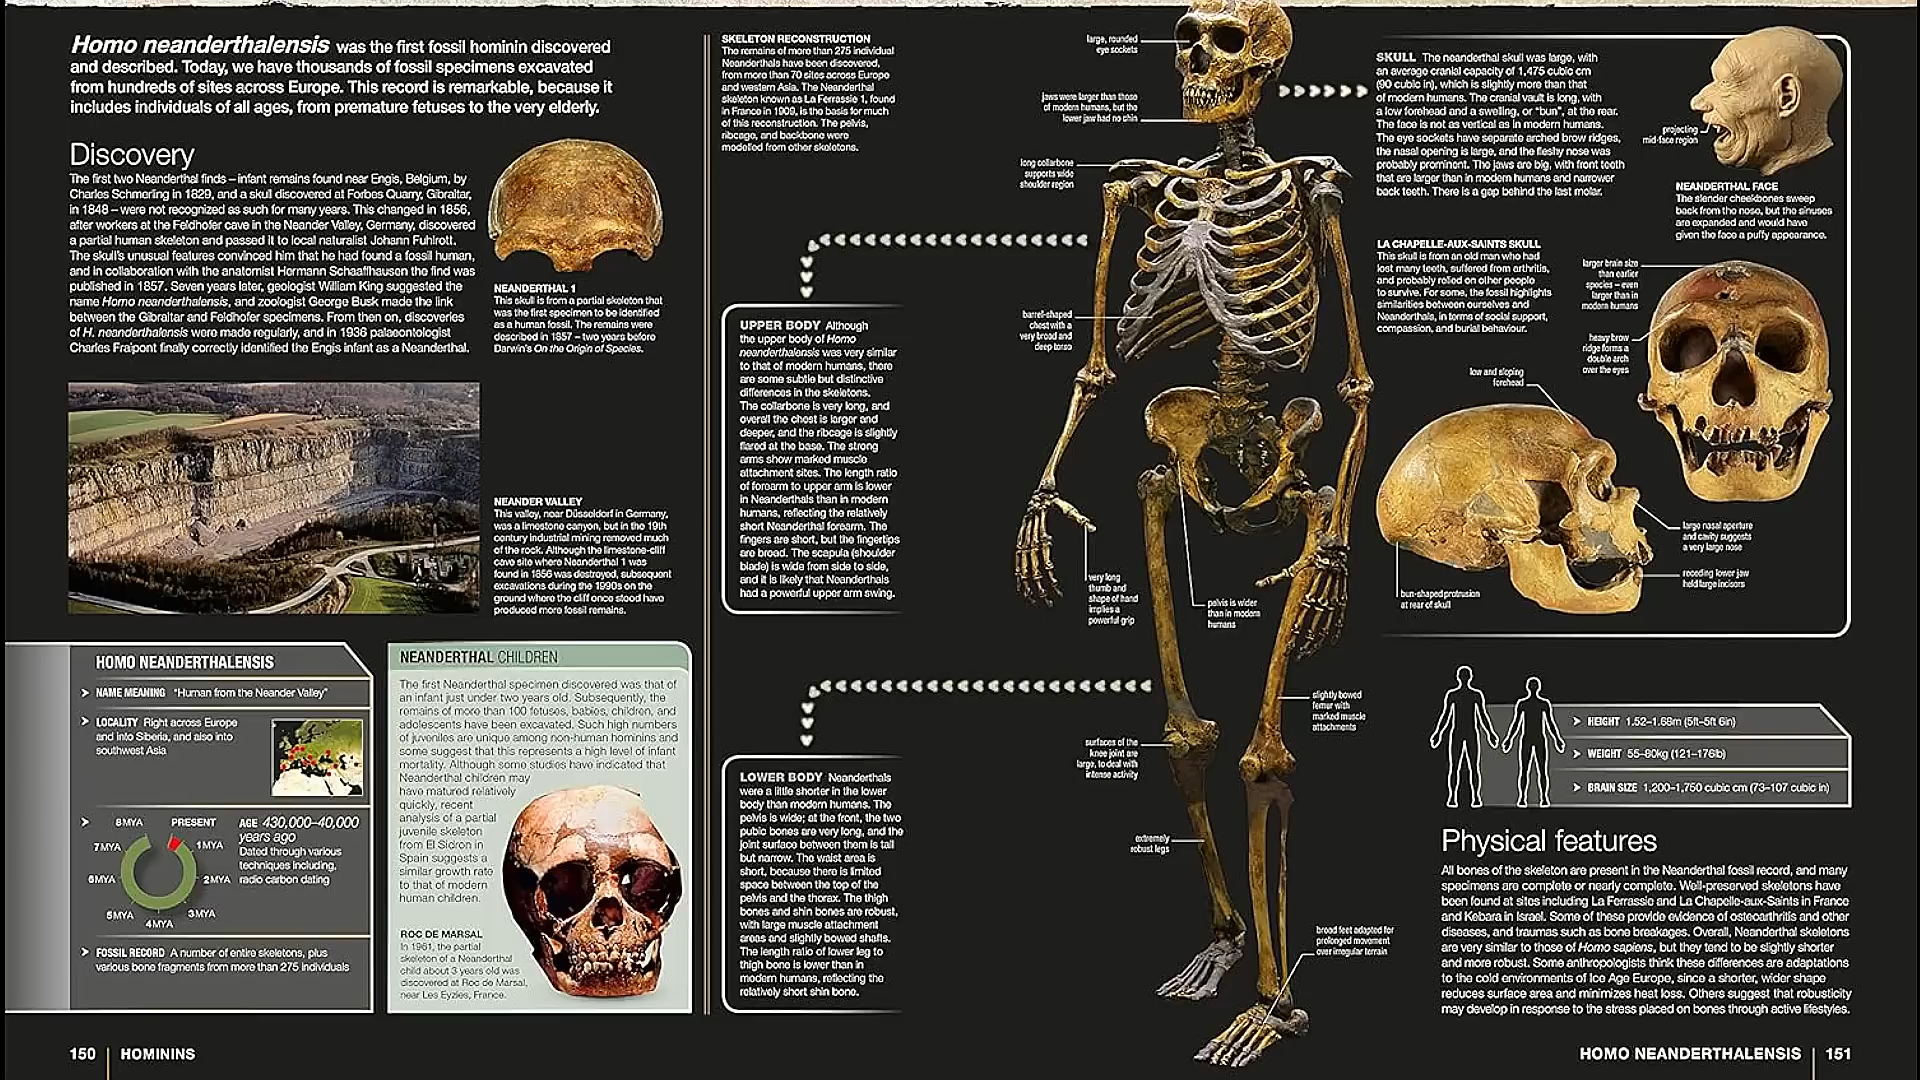 Homo neanderthalensis was the first fossil hominin discovered
and described. Today, we have thousands of fossil specimens excavated
from hundreds of sites across Europe. This record is remarkable, because it
includes individuals of all ages, from premature fetuses to the very elderly.
Discovery
The first two Neanderthal finds – infant remains found near Engis, Belgium, by
Charles Schmerling in 1829, and a skull discovered at Forbes Quarry, Gibraltar,
in 1848 – were not recognized as such for many years. This changed in 1856,
after workers at the Feldhofer cave in the Neander Valley, Germany, discovered
a partial human skeleton and passed it to local naturalist Johann Fuhlrott.
The skull's unusual features convinced him that he had found a fossil human,
and in collaboration with the anatomist Hermann Schaaffhausen the find was
published in 1857. Seven years later, geologist William King suggested the
name Homo neanderthalensis, and zoologist George Busk made the link
between the Gibraltar and Feldhofer specimens. From then on, discoveries
of H. neanderthalensis were made regularly, and in 1936 palaeontologist
Charles Fraipont finally correctly identified the Engis infant as a Neanderthal.
NEANDERTHAL 1
This skull is from a partial skeleton that
was the first specimen to be identified
as a human fossil. The remains were
described in 1857 – two years before
Darwin's On the Origin of Species.
NEANDER VALLEY
This valley, near Düsseldorf in Germany,
was a limestone canyon, but in the 19th
century industrial mining removed much
of the rock. Although the limestone-cliff
cave site where Neanderthal 1 was
found in 1856 was destroyed, subsequent
excavations during the 1990s on the
ground where the cliff once stood have
produced more fossil remains.
HOMO NEANDERTHALENSIS
NAME MEANING "Human from the Neander Valley"
LOCALITY Right across Europe
and into Siberia, and also into
southwest Asia
8MYA
PRESENT
7MYA
1MYA
6MYA
2MYA
5MYA
3MYA
4MYA
AGE 430,000–40,000
years ago
Dated through various
techniques including,
radio carbon dating
FOSSIL RECORD A number of entire skeletons, plus
various bone fragments from more than 275 individuals
NEANDERTHAL CHILDREN
The first Neanderthal specimen discovered was that of
an infant just under two years old. Subsequently, the
remains of more than 100 fetuses, babies, children, and
adolescents have been excavated. Such high numbers
of juveniles are unique among non-human hominins and
some suggest that this represents a high level of infant
mortality. Although some studies have indicated that
Neanderthal children may
have matured relatively
quickly, recent
analysis of a partial
juvenile skeleton
from El Sidron in
Spain suggests a
similar growth rate
to that of modern
human children.
ROC DE MARSAL
In 1961, the partial
skeleton of a Neanderthal
child about 3 years old was
discovered at Roc de Marsal,
near Les Eyzies, France.
150 HOMININS
SKELETON RECONSTRUCTION
The remains of more than 275 individual
Neanderthals have been discovered,
from more than 70 sites across Europe
and western Asia. The Neanderthal
skeleton known as La Ferrassie 1, found
in France in 1909, is the basis for much
of this reconstruction. The pelvis,
ribcage, and backbone were
modelled from other skeletons.
UPPER BODY Although
the upper body of Homo
neanderthalensis was very similar
to that of modern humans, there
are some subtle but distinctive
differences in the skeletons.
The collarbone is very long, and
overall the chest is larger and
deeper, and the ribcage is slightly
flared at the base. The strong
arms show marked muscle
attachment sites. The length ratio
of forearm to upper arm is lower
in Neanderthals than in modern
humans, reflecting the relatively
short Neanderthal forearm. The
fingers are short, but the fingertips
are broad. The scapula (shoulder
blade) is wide from side to side,
and it is likely that Neanderthals
had a powerful upper arm swing.
LOWER BODY Neanderthals
were a little shorter in the lower
body than modern humans. The
pelvis is wide; at the front, the two
pubic bones are very long, and the
joint surface between them is tall
but narrow. The waist area is
short, because there is limited
space between the top of the
pelvis and the thorax. The thigh
bones and shin bones are robust,
with large muscle attachment
areas and slightly bowed shafts.
The length ratio of lower leg to
thigh bone is lower than in
modern humans, reflecting the
relatively short shin bone.
large, rounded
eye sockets
jaws were larger than those
of modern humans, but the
lower jaw had no chin
long collarbone
supports wide
shoulder region
barrel-shaped
chest with a
very broad and
deep torso
very long
thumb and
shape of hand
implies a
powerful grip
pelvis is wider
than in modern
humans
slightly bowed
femur with
marked muscle
attachments
surfaces of the
knee joint are
large, to deal with
intense activity
extremely
robust legs
broad feet adapted for
prolonged movement
over irregular terrain
SKULL The neanderthal skull was large, with
an average cranial capacity of 1,475 cubic cm
(90 cubic in), which is slightly more than that
of modern humans. The cranial vault is long, with
a low forehead and a swelling, or "bun", at the rear.
The face is not as vertical as in modern humans.
The eye sockets have separate arched brow ridges,
the nasal opening is large, and the fleshy nose was
probably prominent. The jaws are big, with front teeth
that are larger than in modern humans and narrower
back teeth. There is a gap behind the last molar.
projecting
mid-face region
NEANDERTHAL FACE
The slender cheekbones sweep
back from the nose, but the sinuses
are expanded and would have
given the face a puffy appearance.
LA CHAPELLE-AUX-SAINTS SKULL
This skull is from an old man who had
lost many teeth, suffered from arthritis,
and probably relied on other people
to survive. For some, the fossil highlights
similarities between ourselves and
Neanderthals, in terms of social support,
compassion, and burial behaviour.
larger brain size
than earlier
species – even
larger than in
modern humans
heavy brow
ridge forms a
double arch
over the eyes
low and sloping
forehead
large nasal aperture
and cavity suggests
a very large nose
receding lower jaw
held large incisors
bun-shaped protrusion
at rear of skull
HEIGHT 1.52–1.68m (5ft–5ft 6in)
WEIGHT 55–80kg (121–176lb)
BRAIN SIZE 1,200–1,750 cubic cm (73–107 cubic in)
Physical features
All bones of the skeleton are present in the Neanderthal fossil record, and many
specimens are complete or nearly complete. Well-preserved skeletons have
been found at sites including La Ferrassie and La Chapelle-aux-Saints in France
and Kebara in Israel. Some of these provide evidence of osteoarthritis and other
diseases, and traumas such as bone breakages. Overall, Neanderthal skeletons
are very similar to those of Homo sapiens, but they tend to be slightly shorter
and more robust. Some anthropologists think these differences are adaptations
to the cold environments of Ice Age Europe, since a shorter, wider shape
reduces surface area and minimizes heat loss. Others suggest that robusticity
may develop in response to the stress placed on bones through active lifestyles.
HOMO NEANDERTHALENSIS 151